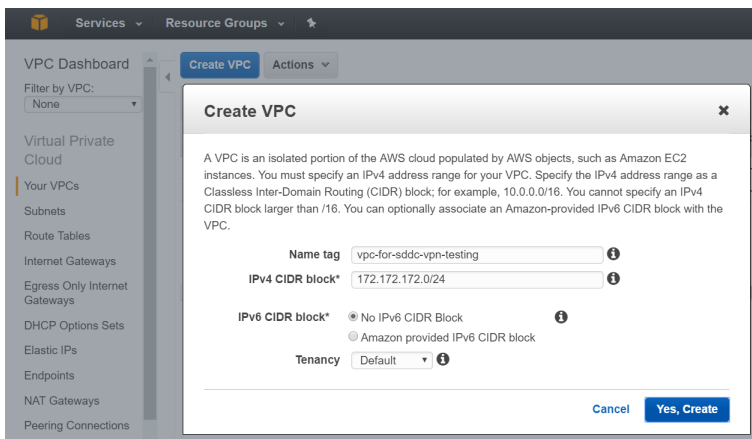 Services Resource Groups
VPC Dashboard
Filter by VPC:
None
Virtual Private
Cloud
Your VPCs
Subnets
Route Tables
Internet Gateways
Egress Only Internet
Gateways
DHCP Options Sets
Elastic IPs
Endpoints
NAT Gateways
Peering Connections
Create VPC Actions
Create VPC
A VPC is an isolated portion of the AWS cloud populated by AWS objects, such as Amazon EC2
instances. You must specify an IPv4 address range for your VPC. Specify the IPv4 address range as a
Classless Inter-Domain Routing (CIDR) block; for example, 10.0.0.0/16. You cannot specify an IPv4
CIDR block larger than /16. You can optionally associate an Amazon-provided IPv6 CIDR block with the
VPC.
Name tag vpc-for-sddc-vpn-testing
IPv4 CIDR block* 172.172.172.0/24
IPv6 CIDR block* No IPv6 CIDR Block
Amazon provided IPv6 CIDR block
Tenancy Default
Cancel Yes, Create